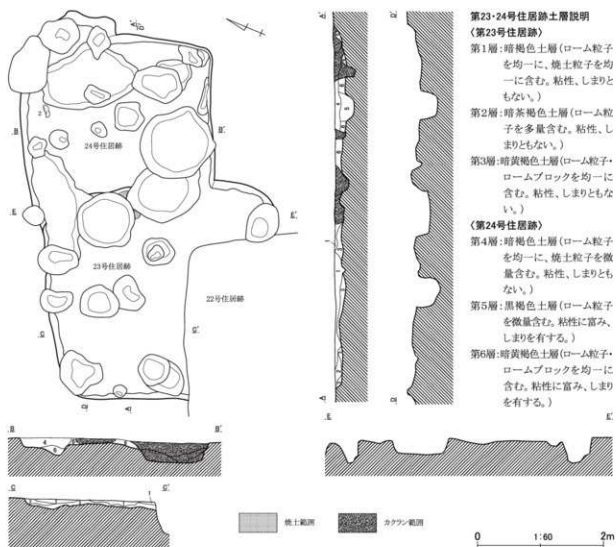 第23・24号住居跡土層説明
〈第23号住居跡〉
第1層:暗褐色土層(ローム粒子
を均一に、焼土粒子を均
一に含む。粘性、しまりと
もない。)
第2層:暗茶褐色土層(ローム粒
子を多量含む。粘性、し
まりともない。)
第3層:暗黄褐色土層(ローム粒子・
ロームブロックを均一に
含む。粘性、しまりともな
い。)
〈第24号住居跡〉
第4層:暗褐色土層(ローム粒子
を均一に、焼土粒子を微
量含む。粘性、しまりとも
ない。)
第5層:黒褐色土層(ローム粒子
を微量含む。粘性に富み、
しまりを有する。)
第6層:暗黄褐色土層(ローム粒子・
ロームブロックを均一に
含む。粘性に富み、しまり
を有する。)
24号住居跡
23号住居跡
22号住居跡
A'
D'
A'
D'
B
B'
E
E'
C
C'
D
A
A
D
2
1
5
B
B'
4
6
C
C'
1
E
E'
焼土範囲
カクラン範囲
0
1:60
2m